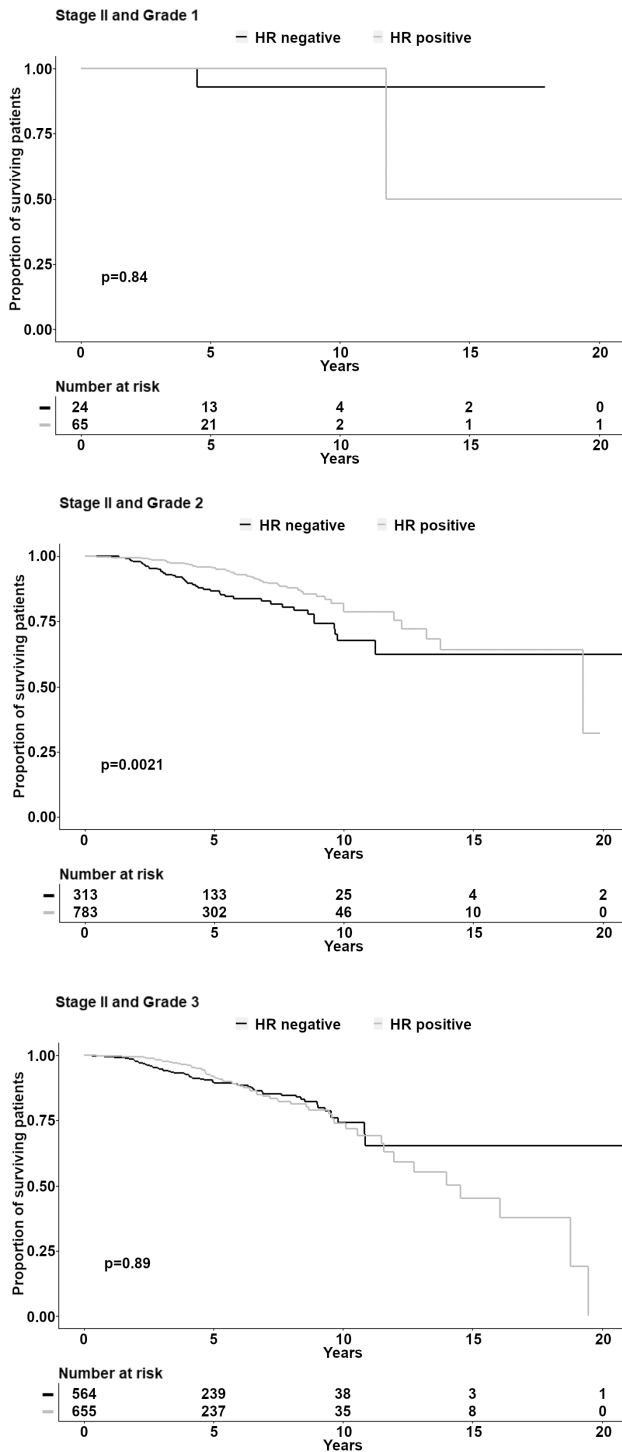 Stage II and Grade 1
HR negative HR positive
Proportion of surviving patients
1.00
0.75
0.50
0.25
0.00
p=0.84
0 5 10 15 20
Years
Number at risk
24 13 4 2 0
65 21 2 1 1
0 5 10 15 20
Years
Stage II and Grade 2
HR negative HR positive
Proportion of surviving patients
1.00
0.75
0.50
0.25
0.00
p=0.0021
0 5 10 15 20
Years
Number at risk
313 133 25 4 2
783 302 46 10 0
0 5 10 15 20
Years
Stage II and Grade 3
HR negative HR positive
Proportion of surviving patients
1.00
0.75
0.50
0.25
0.00
p=0.89
0 5 10 15 20
Years
Number at risk
564 239 38 3 1
655 237 35 8 0
0 5 10 15 20
Years